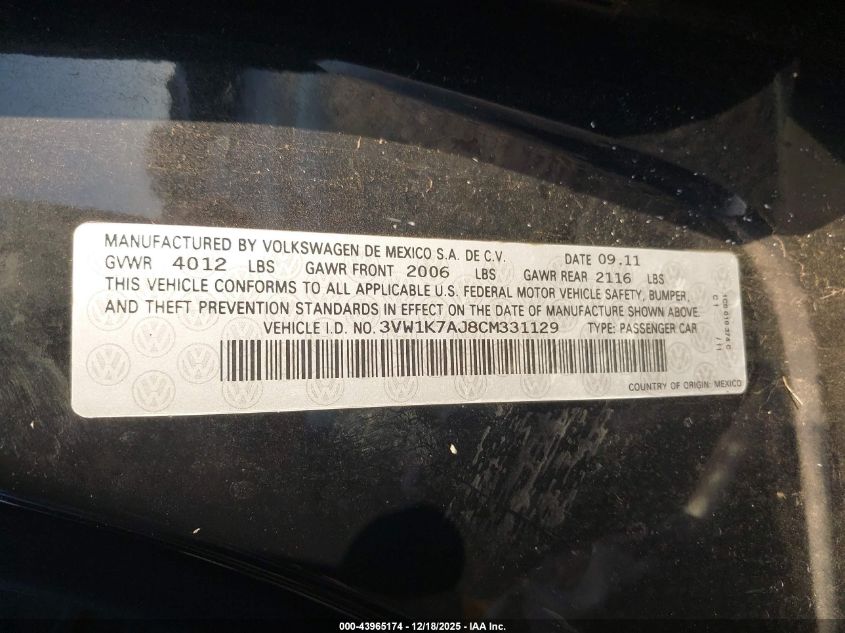 MANUFACTURED BY VOLKSWAGEN DE MEXICO S.A. DE C.V. DATE 09.11
GVWR 4012 LBS GAWR FRONT 2006 LBS GAWR REAR 2116 LBS
THIS VEHICLE CONFORMS TO ALL APPLICABLE U.S. FEDERAL MOTOR VEHICLE SAFETY, BUMPER,
AND THEFT PREVENTION STANDARDS IN EFFECT ON THE DATE OF MANUFACTURE SHOWN ABOVE.
VEHICLE I.D. NO. 3VW1K7AJ8CM331129 TYPE: PASSENGER CAR
COUNTRY OF ORIGIN: MEXICO
000-43965174 - 12/18/2025 - IAA Inc.